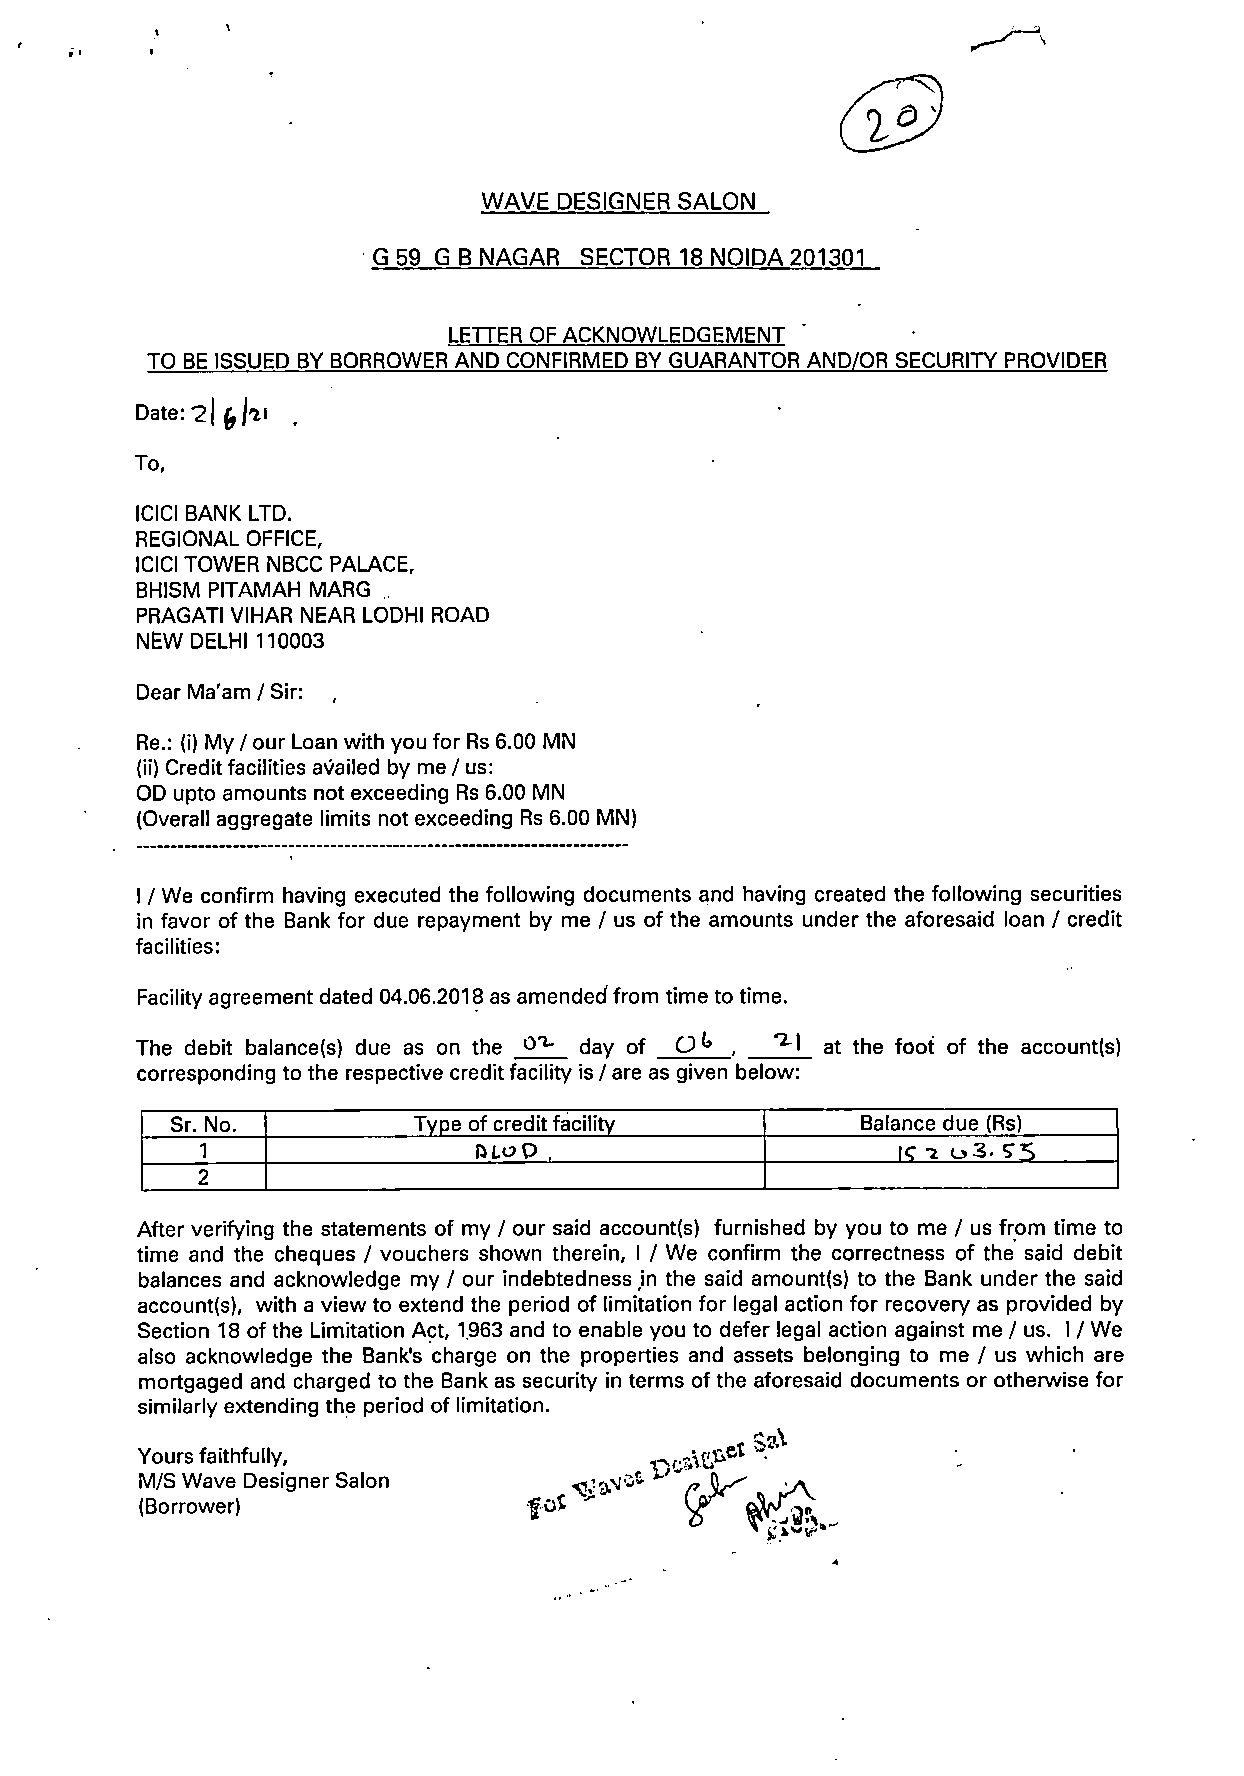 20
WAVE DESIGNER SALON
G 59 G B NAGAR SECTOR 18 NOIDA 201301
LETTER OF ACKNOWLEDGEMENT
TO BE ISSUED BY BORROWER AND CONFIRMED BY GUARANTOR AND/OR SECURITY PROVIDER
Date: 2/6/21
To,
ICICI BANK LTD.
REGIONAL OFFICE,
ICICI TOWER NBCC PALACE,
BHISM PITAMAH MARG
PRAGATI VIHAR NEAR LODHI ROAD
NEW DELHI 110003
Dear Ma'am / Sir:
Re.: (i) My / our Loan with you for Rs 6.00 MN
(ii) Credit facilities availed by me / us:
OD upto amounts not exceeding Rs 6.00 MN
(Overall aggregate limits not exceeding Rs 6.00 MN)
I / We confirm having executed the following documents and having created the following securities
in favor of the Bank for due repayment by me / us of the amounts under the aforesaid loan / credit
facilities:
Facility agreement dated 04.06.2018 as amended from time to time.
The debit balance(s) due as on the 02 day of 06, 21 at the foot of the account(s)
corresponding to the respective credit facility is / are as given below:
Sr. No. Type of credit facility Balance due (Rs)
1 DLOD
2
After verifying the statements of my / our said account(s) furnished by you to me / us from time to
time and the cheques / vouchers shown therein, I / We confirm the correctness of the said debit
balances and acknowledge my / our indebtedness in the said amount(s) to the Bank under the said
account(s), with a view to extend the period of limitation for legal action for recovery as provided by
Section 18 of the Limitation Act, 1963 and to enable you to defer legal action against me / us. I / We
also acknowledge the Bank's charge on the properties and assets belonging to me / us which are
mortgaged and charged to the Bank as security in terms of the aforesaid documents or otherwise for
similarly extending the period of limitation.
Yours faithfully,
M/S Wave Designer Salon
(Borrower)
For Waves Designer Sal